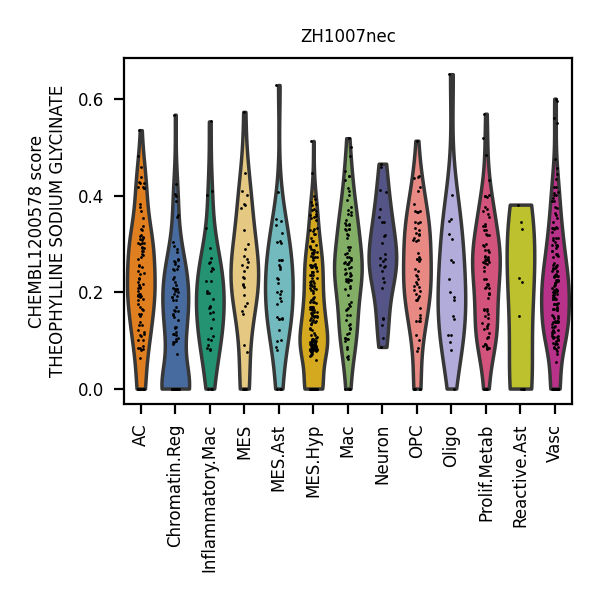 ZH1007nec
CHEMBL1200578 score
THEOPHYLLINE SODIUM GLYCINATE
0.6
0.4
0.2
0.0
AC
Chromatin.Reg
Inflammatory.Mac
MES
MES.Ast
MES.Hyp
Mac
Neuron
OPC
Oligo
Prolif.Metab
Reactive.Ast
Vasc